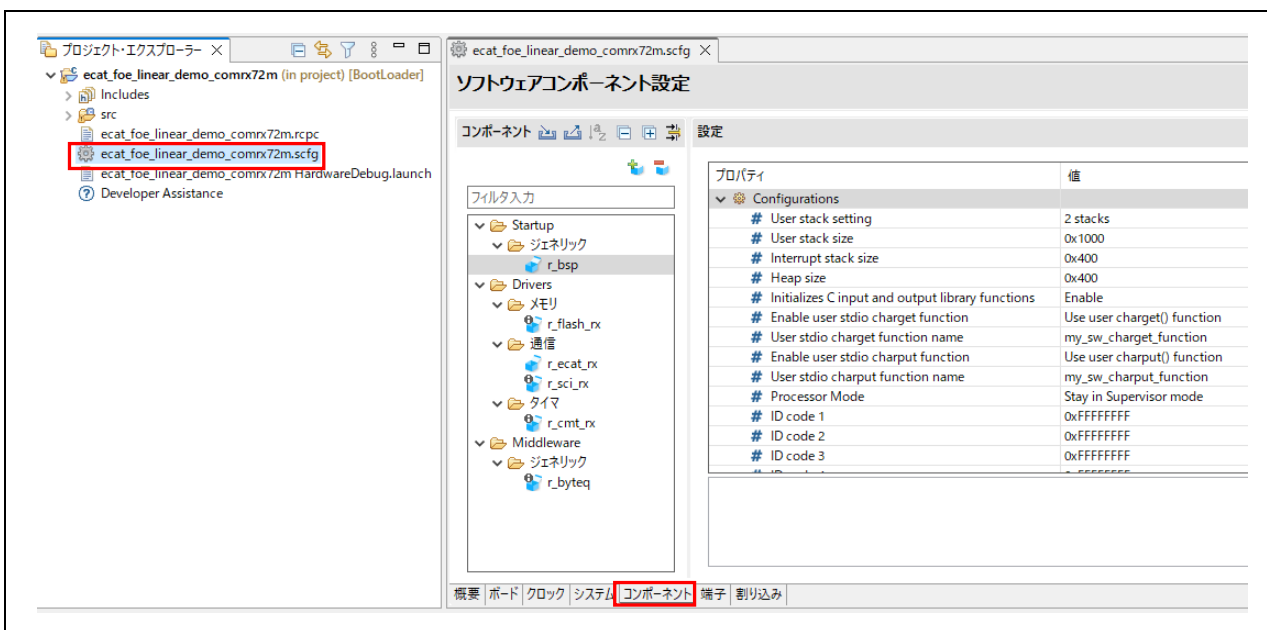 プロジェクト・エクスプローラー
ecat_foe_linear_demo_comrx72m (in project) [BootLoader]
Includes
src
ecat_foe_linear_demo_comrx72m.rcpc
ecat_foe_linear_demo_comrx72m.scfg
ecat_foe_linear_demo_comrx72m HardwareDebug.launch
Developer Assistance
ecat_foe_linear_demo_comrx72m.scfg
ソフトウェアコンポーネント設定
コンポーネント
フィルタ入力
Startup
ジェネリック
r_bsp
Drivers
メモリ
r_flash_rx
通信
r_ecat_rx
r_sci_rx
タイマ
r_cmt_rx
Middleware
ジェネリック
r_byteq
設定
プロパティ 値
Configurations
# User stack setting 2 stacks
# User stack size 0x1000
# Interrupt stack size 0x400
# Heap size 0x400
# Initializes C input and output library functions Enable
# Enable user stdio charget function Use user charget() function
# User stdio charget function name my_sw_charget_function
# Enable user stdio charput function Use user charput() function
# User stdio charput function name my_sw_charput_function
# Processor Mode Stay in Supervisor mode
# ID code 1 0xFFFFFFFF
# ID code 2 0xFFFFFFFF
# ID code 3 0xFFFFFFFF
概要 ボード クロック システム コンポーネント 端子 割り込み